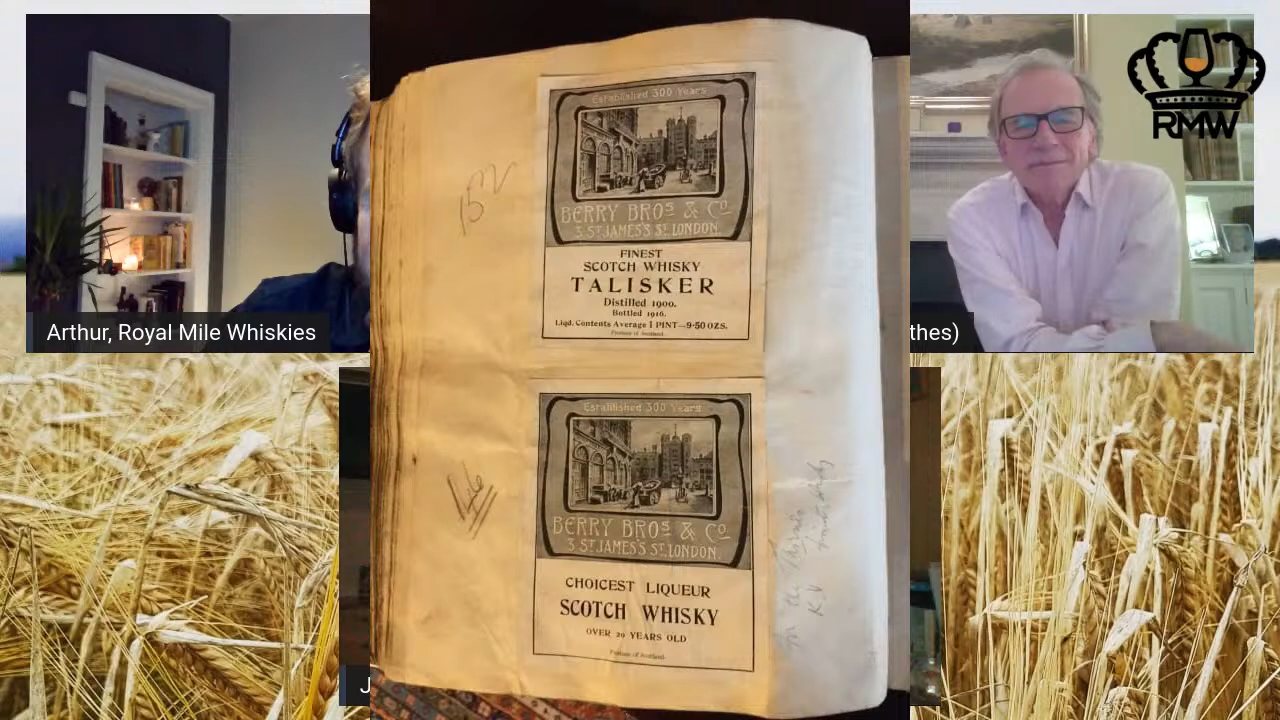 RMW
Arthur, Royal Mile Whiskies
thes)
J
Established 300 Years
BERRY BROS & Co
3, ST JAMES'S ST, LONDON.
FINEST
SCOTCH WHISKY
TALISKER
Distilled 1900.
Bottled 1916.
Liqd. Contents Average 1 PINT—9·50 OZS.
Produce of Scotland.
Established 300 Years
BERRY BROS & Co
3, ST JAMES'S ST, LONDON.
CHOICEST LIQUEUR
SCOTCH WHISKY
OVER 20 YEARS OLD
Produce of Scotland.